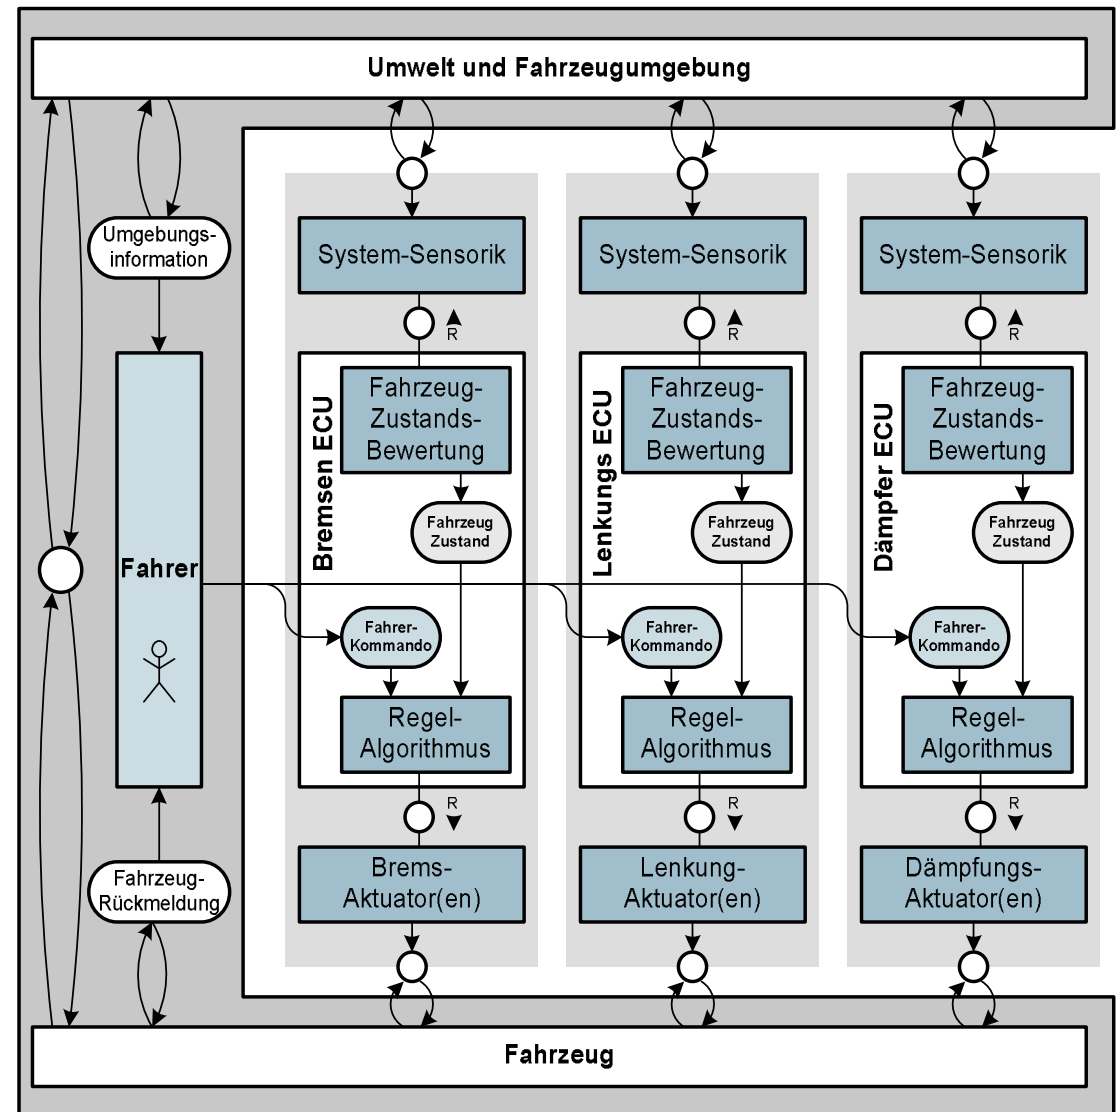 Umwelt und Fahrzeugumgebung
Umgebungs-
information
System-Sensorik
System-Sensorik
System-Sensorik
R
R
R
Fahrer
Bremsen ECU
Fahrzeug-
Zustands-
Bewertung
Fahrzeug
Zustand
Fahrer-
Kommando
Regel-
Algorithmus
Lenkungs ECU
Fahrzeug-
Zustands-
Bewertung
Fahrzeug
Zustand
Fahrer-
Kommando
Regel-
Algorithmus
Dämpfer ECU
Fahrzeug-
Zustands-
Bewertung
Fahrzeug
Zustand
Fahrer-
Kommando
Regel-
Algorithmus
R
R
R
Fahrzeug-
Rückmeldung
Brems-
Aktuator(en)
Lenkung-
Aktuator(en)
Dämpfungs-
Aktuator(en)
Fahrzeug